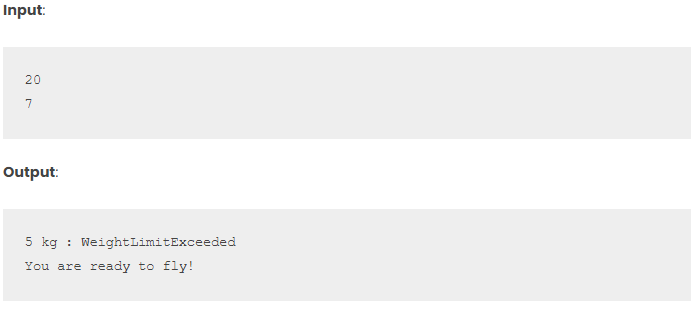 Input:
20
7
Output:
5 kg : WeightLimitExceeded
You are ready to fly!